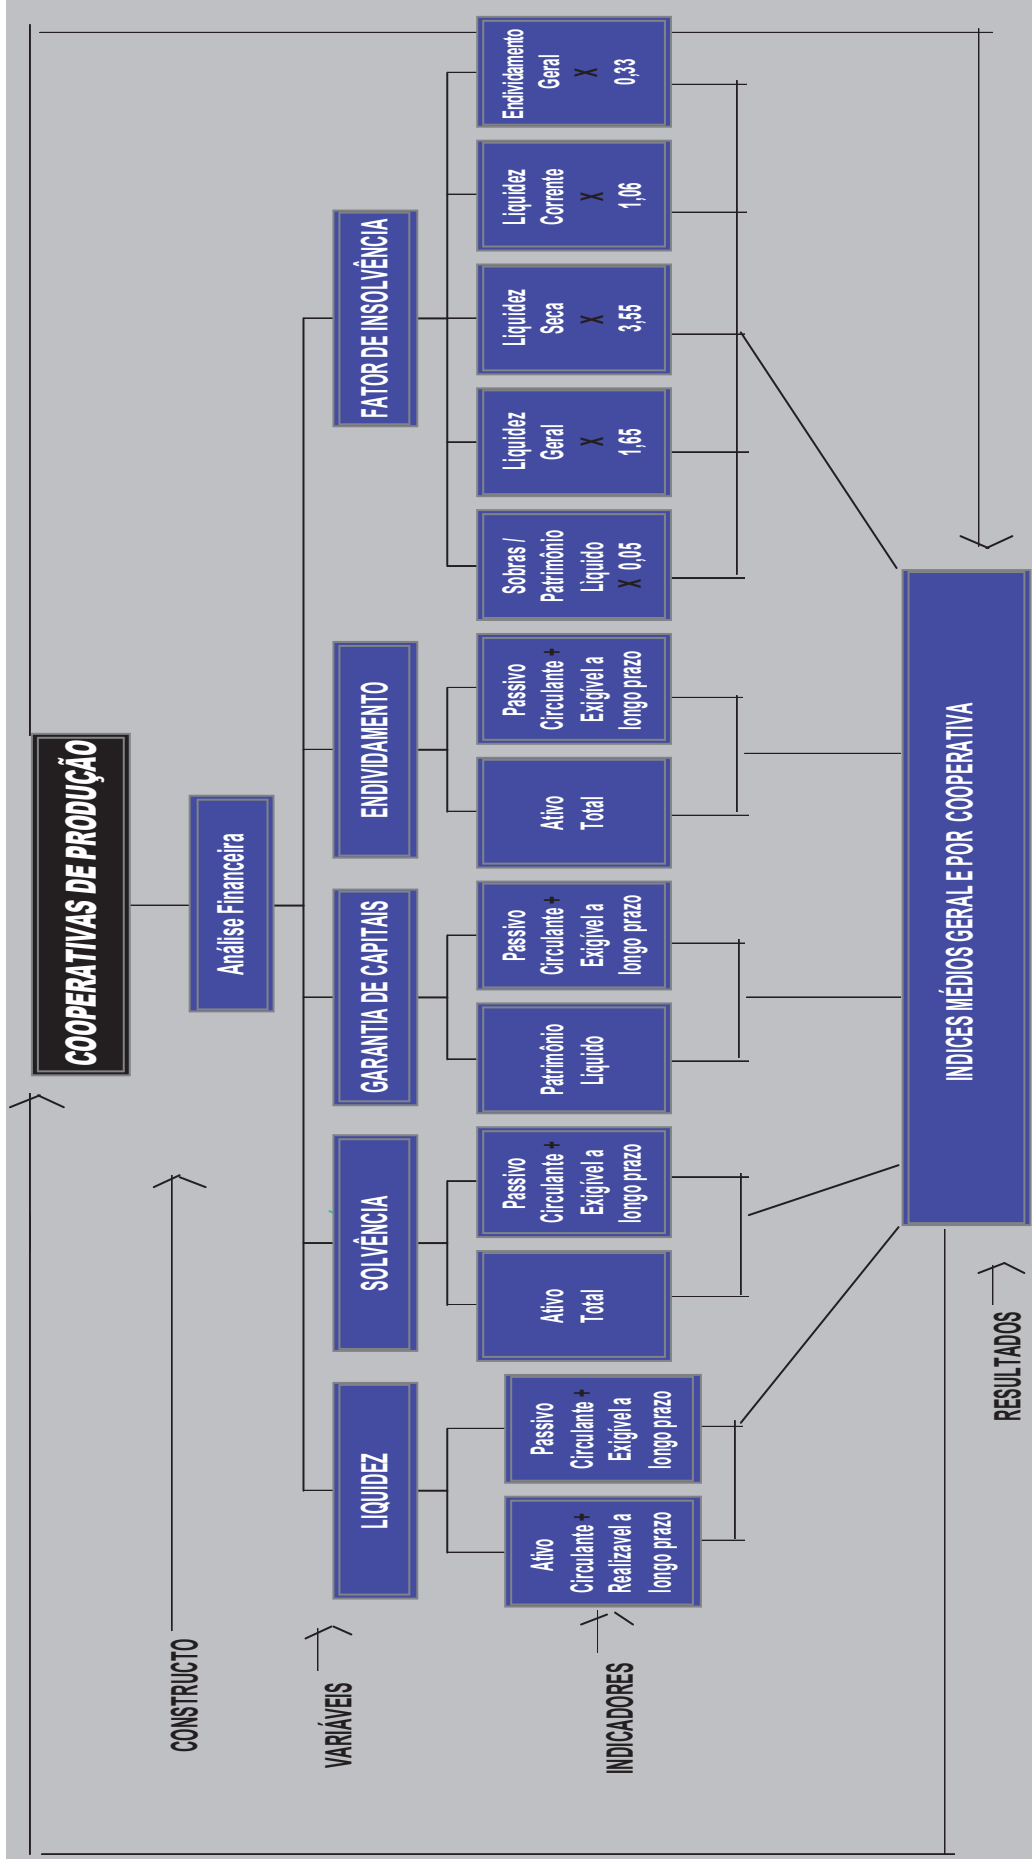 COOPERATIVAS DE PRODUÇÃO
CONSTRUCTO
Análise Financeira
VARIÁVEIS
LIQUIDEZ
SOLVÊNCIA
GARANTIA DE CAPITAIS
ENDIVIDAMENTO
FATOR DE INSOLVÊNCIA
INDICADORES
Ativo
Circulante +
Realizavel a
longo prazo
Passivo
Circulante +
Exigível a
longo prazo
Ativo
Total
Passivo
Circulante +
Exigível a
longo prazo
Patrimônio
Liquido
Passivo
Circulante +
Exigível a
longo prazo
Ativo
Total
Passivo
Circulante +
Exigível a
longo prazo
Sobras /
Patrimônio
Lìquido
X 0,05
Liquidez
Geral
X
1,65
Liquidez
Seca
X
3,55
Liquidez
Corrente
X
1,06
Endividamento
Geral
X
0,33
RESULTADOS
INDICES MÉDIOS GERAL E POR COOPERATIVA